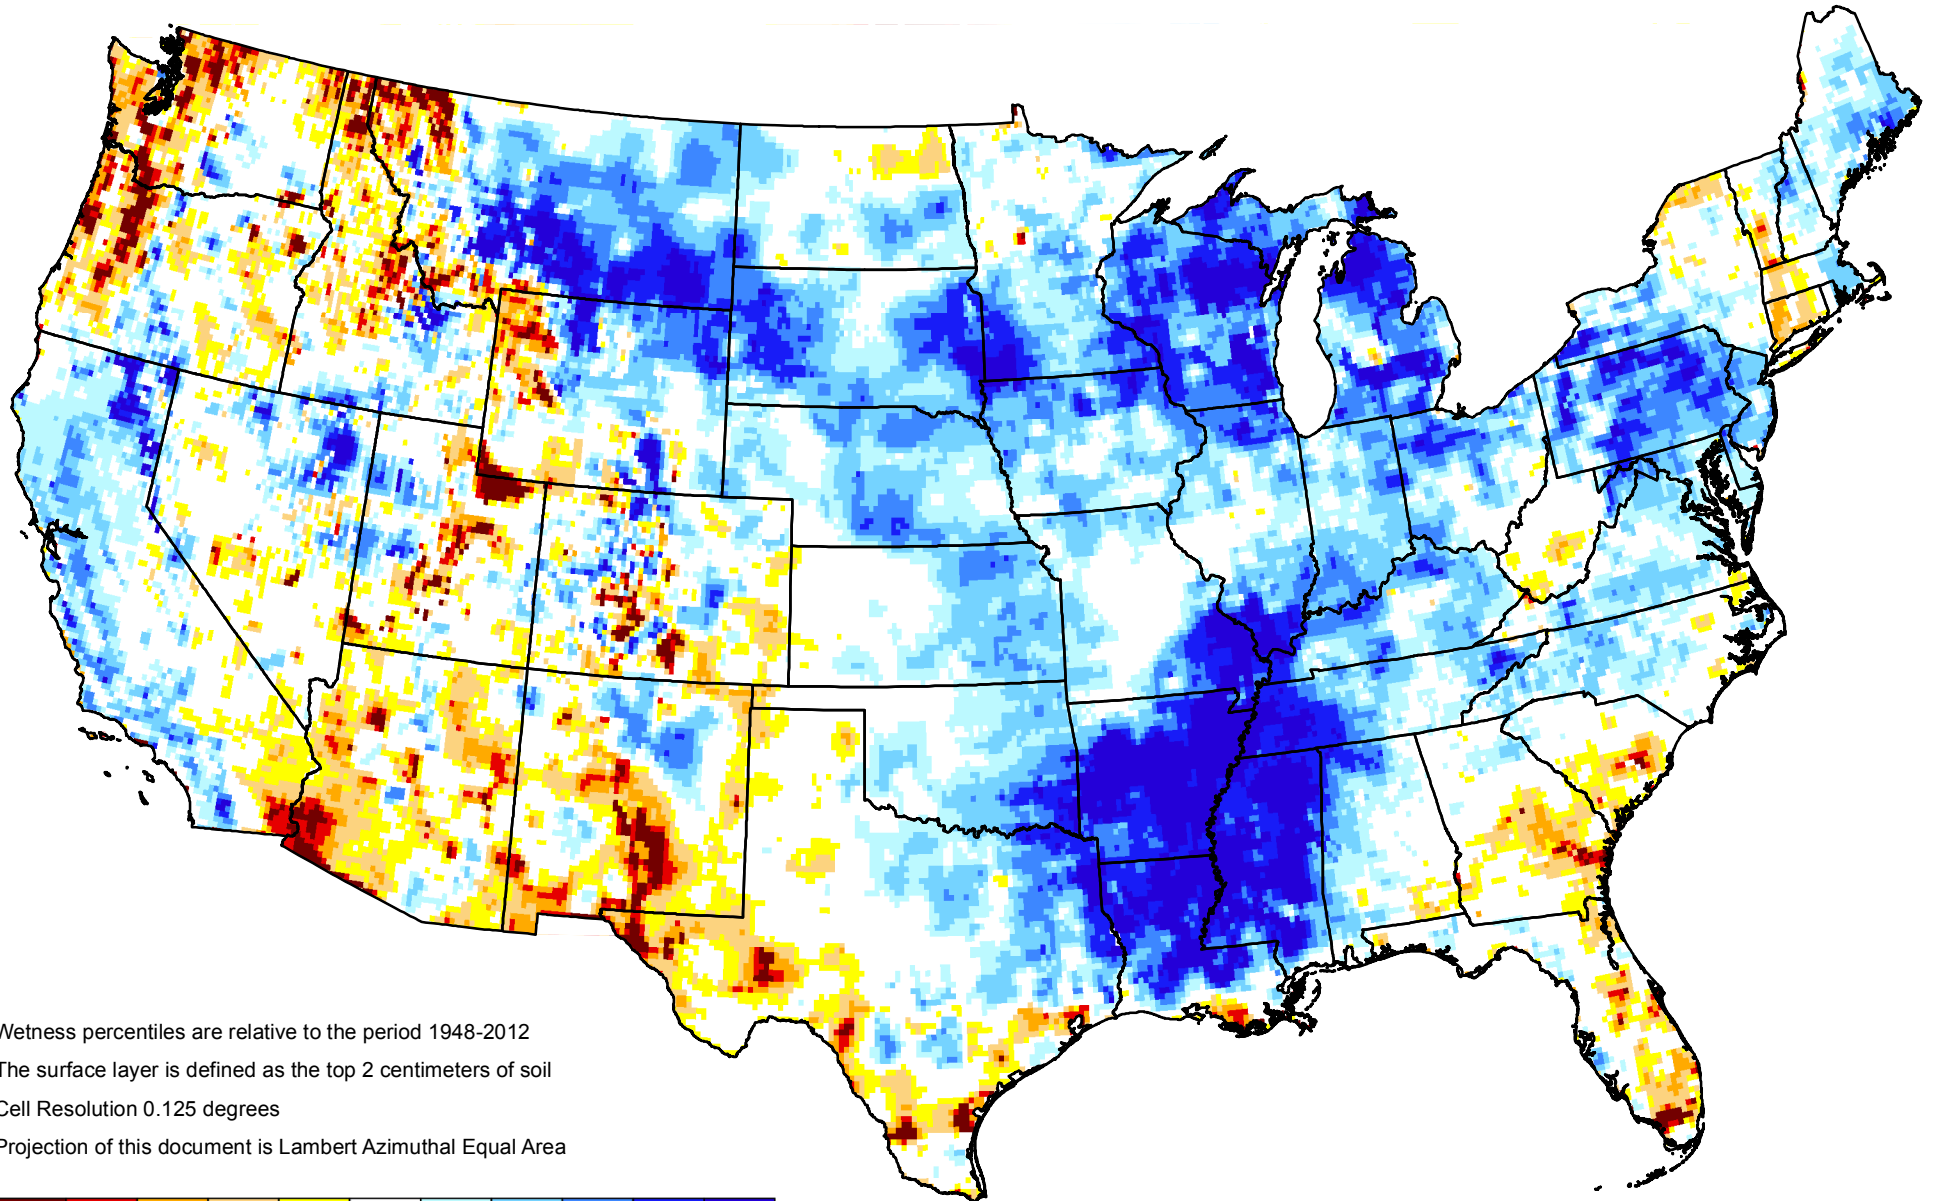 Wetness percentiles are relative to the period 1948-2012
The surface layer is defined as the top 2 centimeters of soil
Cell Resolution 0.125 degrees
Projection of this document is Lambert Azimuthal Equal Area